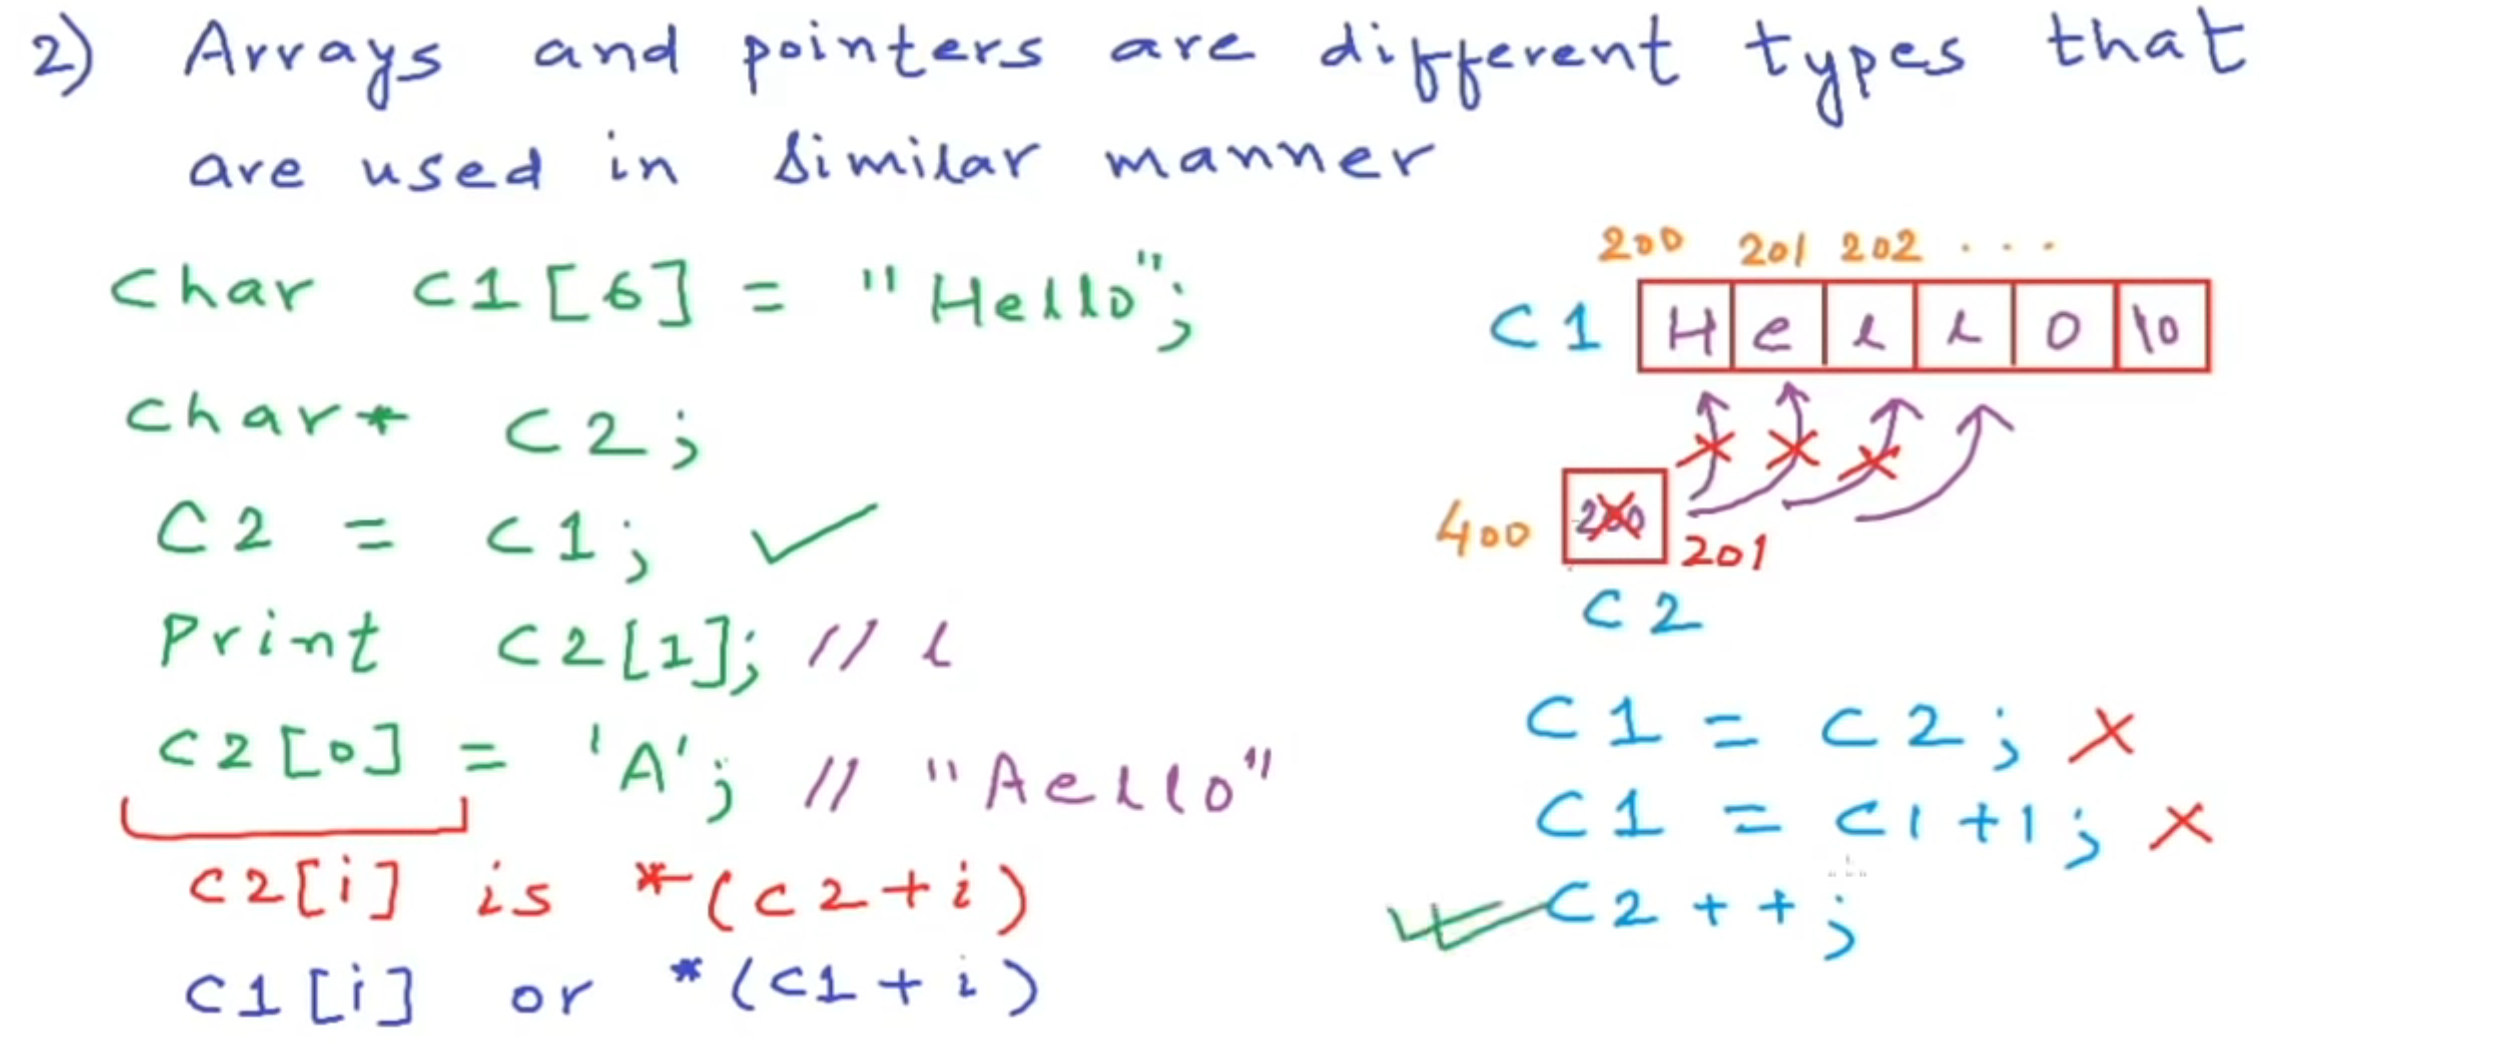 2) Arrays and pointers are different types that
are used in similar manner
Char C1[6] = "Hello";
Char* C2;
C2 = C1; ✓
Print C2[1]; // l
C2[0] = 'A'; // "Aello"
C2[i] is *(C2+i)
C1[i] or *(C1+i)
200 201 202 ...
C1 H e l l o \0
400 200 201
C2
C1 = C2; ×
C1 = C1+1; ×
✓ C2++;